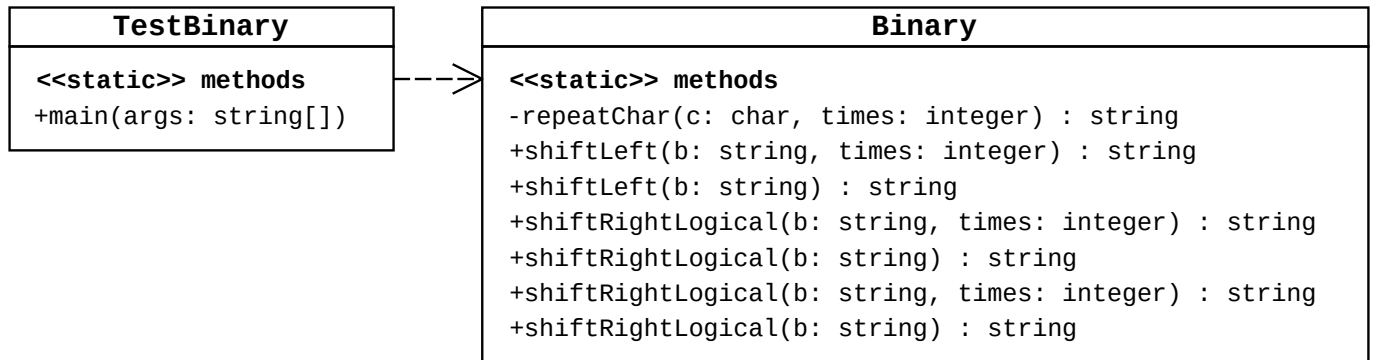 TestBinary
<<static>> methods
+main(args: string[])
Binary
<<static>> methods
-repeatChar(c: char, times: integer) : string
+shiftLeft(b: string, times: integer) : string
+shiftLeft(b: string) : string
+shiftRightLogical(b: string, times: integer) : string
+shiftRightLogical(b: string) : string
+shiftRightLogical(b: string, times: integer) : string
+shiftRightLogical(b: string) : string